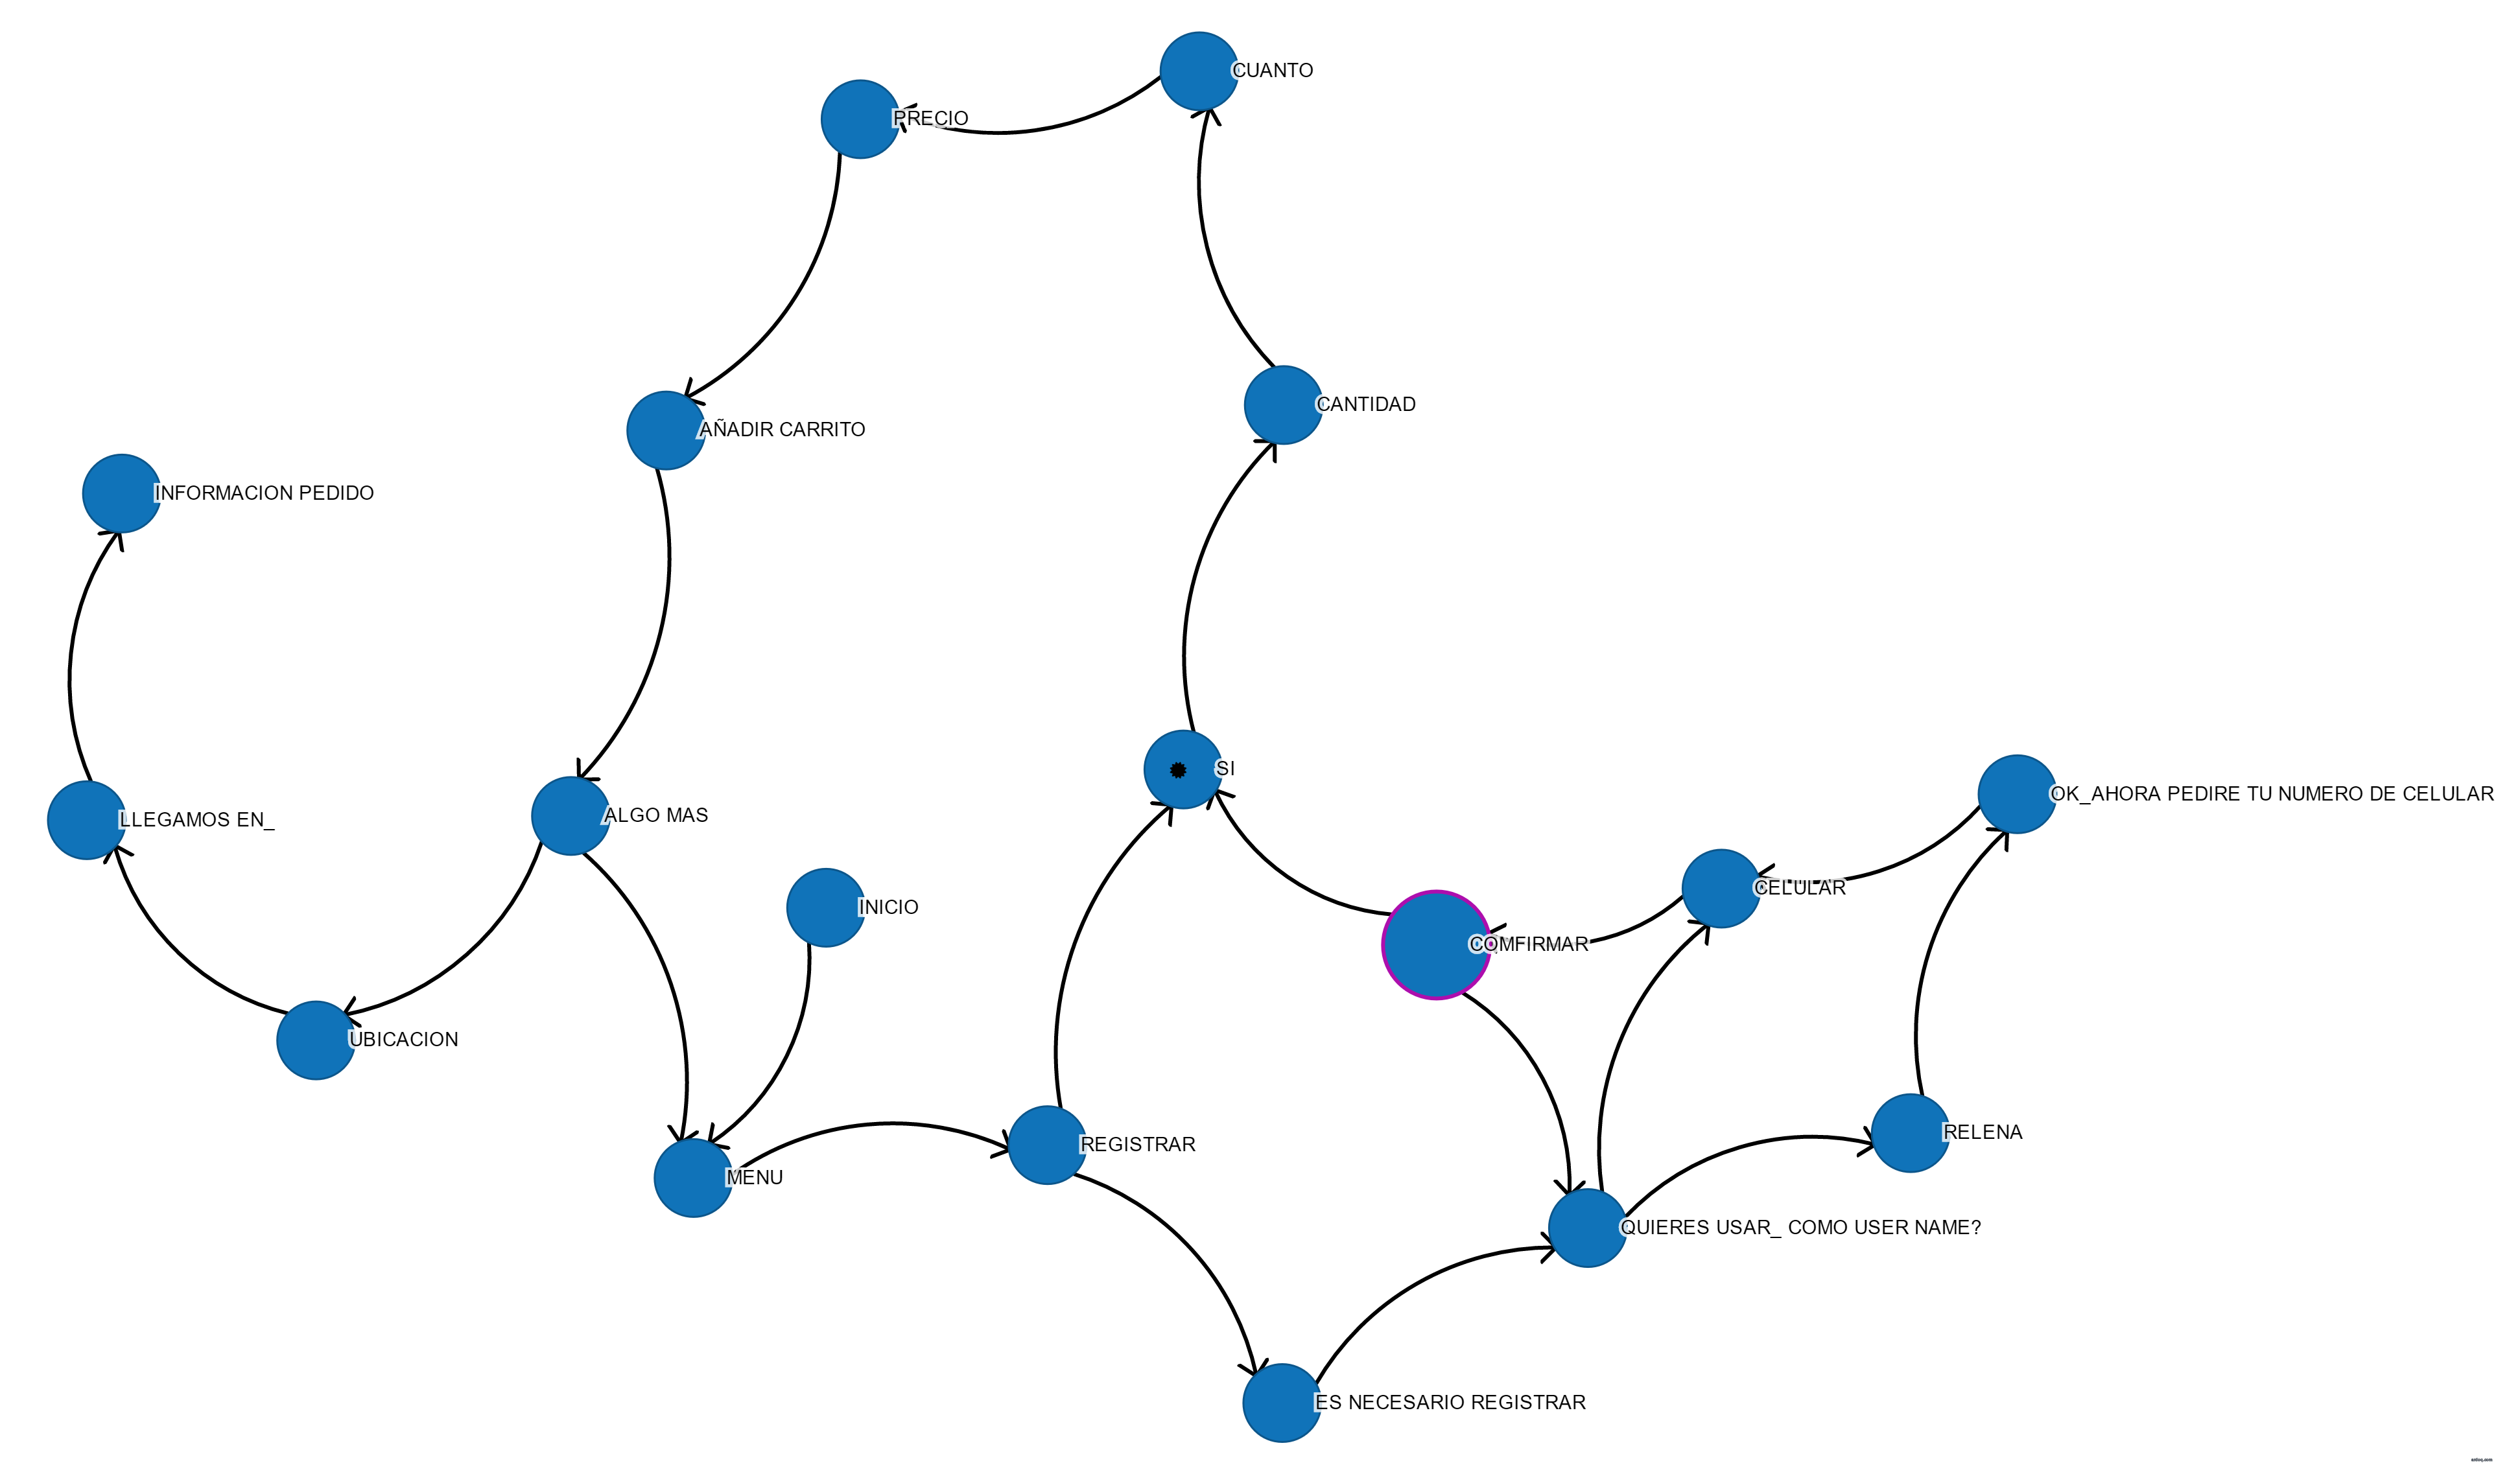 CUANTO
PRECIO
CANTIDAD
AÑADIR CARRITO
INFORMACION PEDIDO
SI
OK_AHORA PEDIRE TU NUMERO DE CELULAR
ALGO MAS
LLEGAMOS EN_
CELULAR
INICIO
COMFIRMAR
UBICACION
RELENA
REGISTRAR
MENU
QUIERES USAR_ COMO USER NAME?
ES NECESARIO REGISTRAR